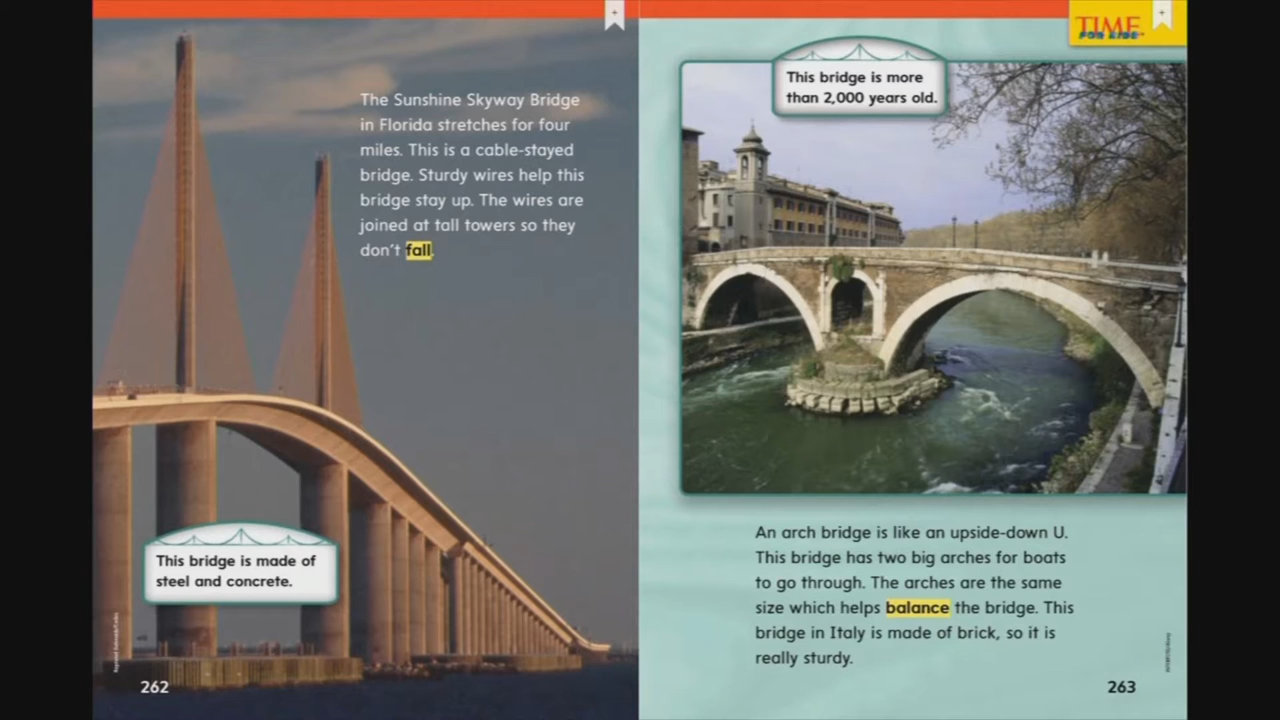 The Sunshine Skyway Bridge
in Florida stretches for four
miles. This is a cable-stayed
bridge. Sturdy wires help this
bridge stay up. The wires are
joined at tall towers so they
don't fall.
This bridge is made of
steel and concrete.
262
TIME
FOR KIDS
This bridge is more
than 2,000 years old.
An arch bridge is like an upside-down U.
This bridge has two big arches for boats
to go through. The arches are the same
size which helps balance the bridge. This
bridge in Italy is made of brick, so it is
really sturdy.
263